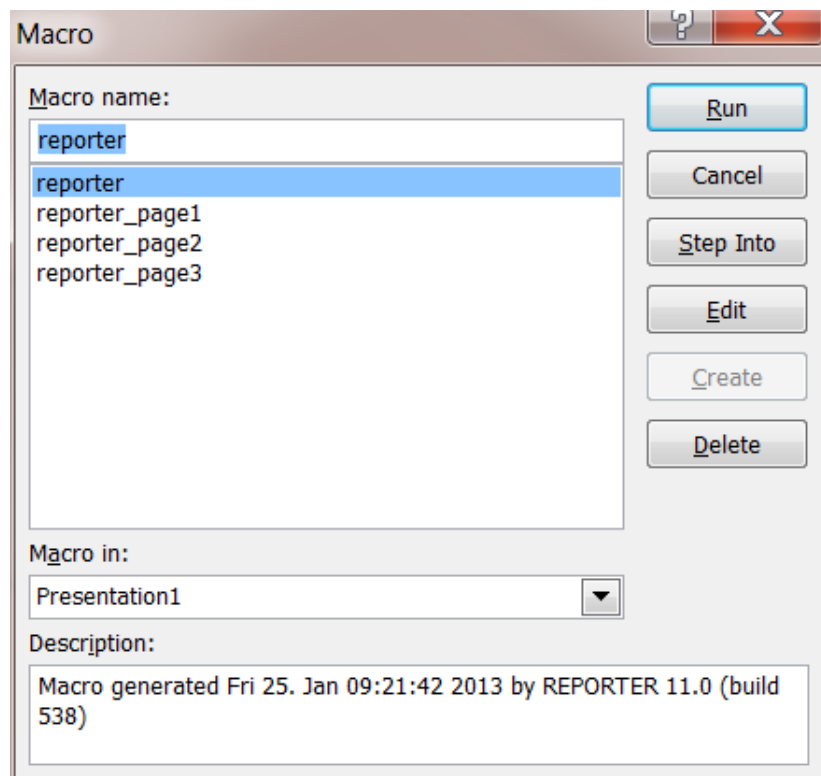 Macro
Macro name:
reporter
reporter
reporter_page1
reporter_page2
reporter_page3
Run
Cancel
Step Into
Edit
Create
Delete
Macro in:
Presentation1
Description:
Macro generated Fri 25. Jan 09:21:42 2013 by REPORTER 11.0 (build
538)